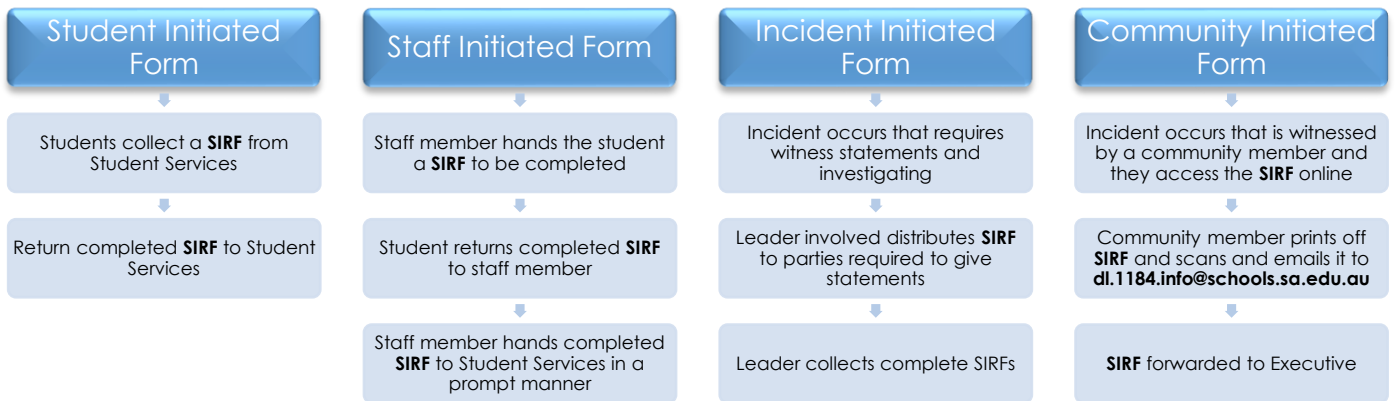 Student Initiated
Form
Students collect a SIRF from
Student Services
Return completed SIRF to Student
Services
Staff Initiated Form
Staff member hands the student
a SIRF to be completed
Student returns completed SIRF
to staff member
Staff member hands completed
SIRF to Student Services in a
prompt manner
Incident Initiated
Form
Incident occurs that requires
witness statements and
investigating
Leader involved distributes SIRF
to parties required to give
statements
Leader collects complete SIRFs
Community Initiated
Form
Incident occurs that is witnessed
by a community member and
they access the SIRF online
Community member prints off
SIRF and scans and emails it to
dl.1184.info@schools.sa.edu.au
SIRF forwarded to Executive